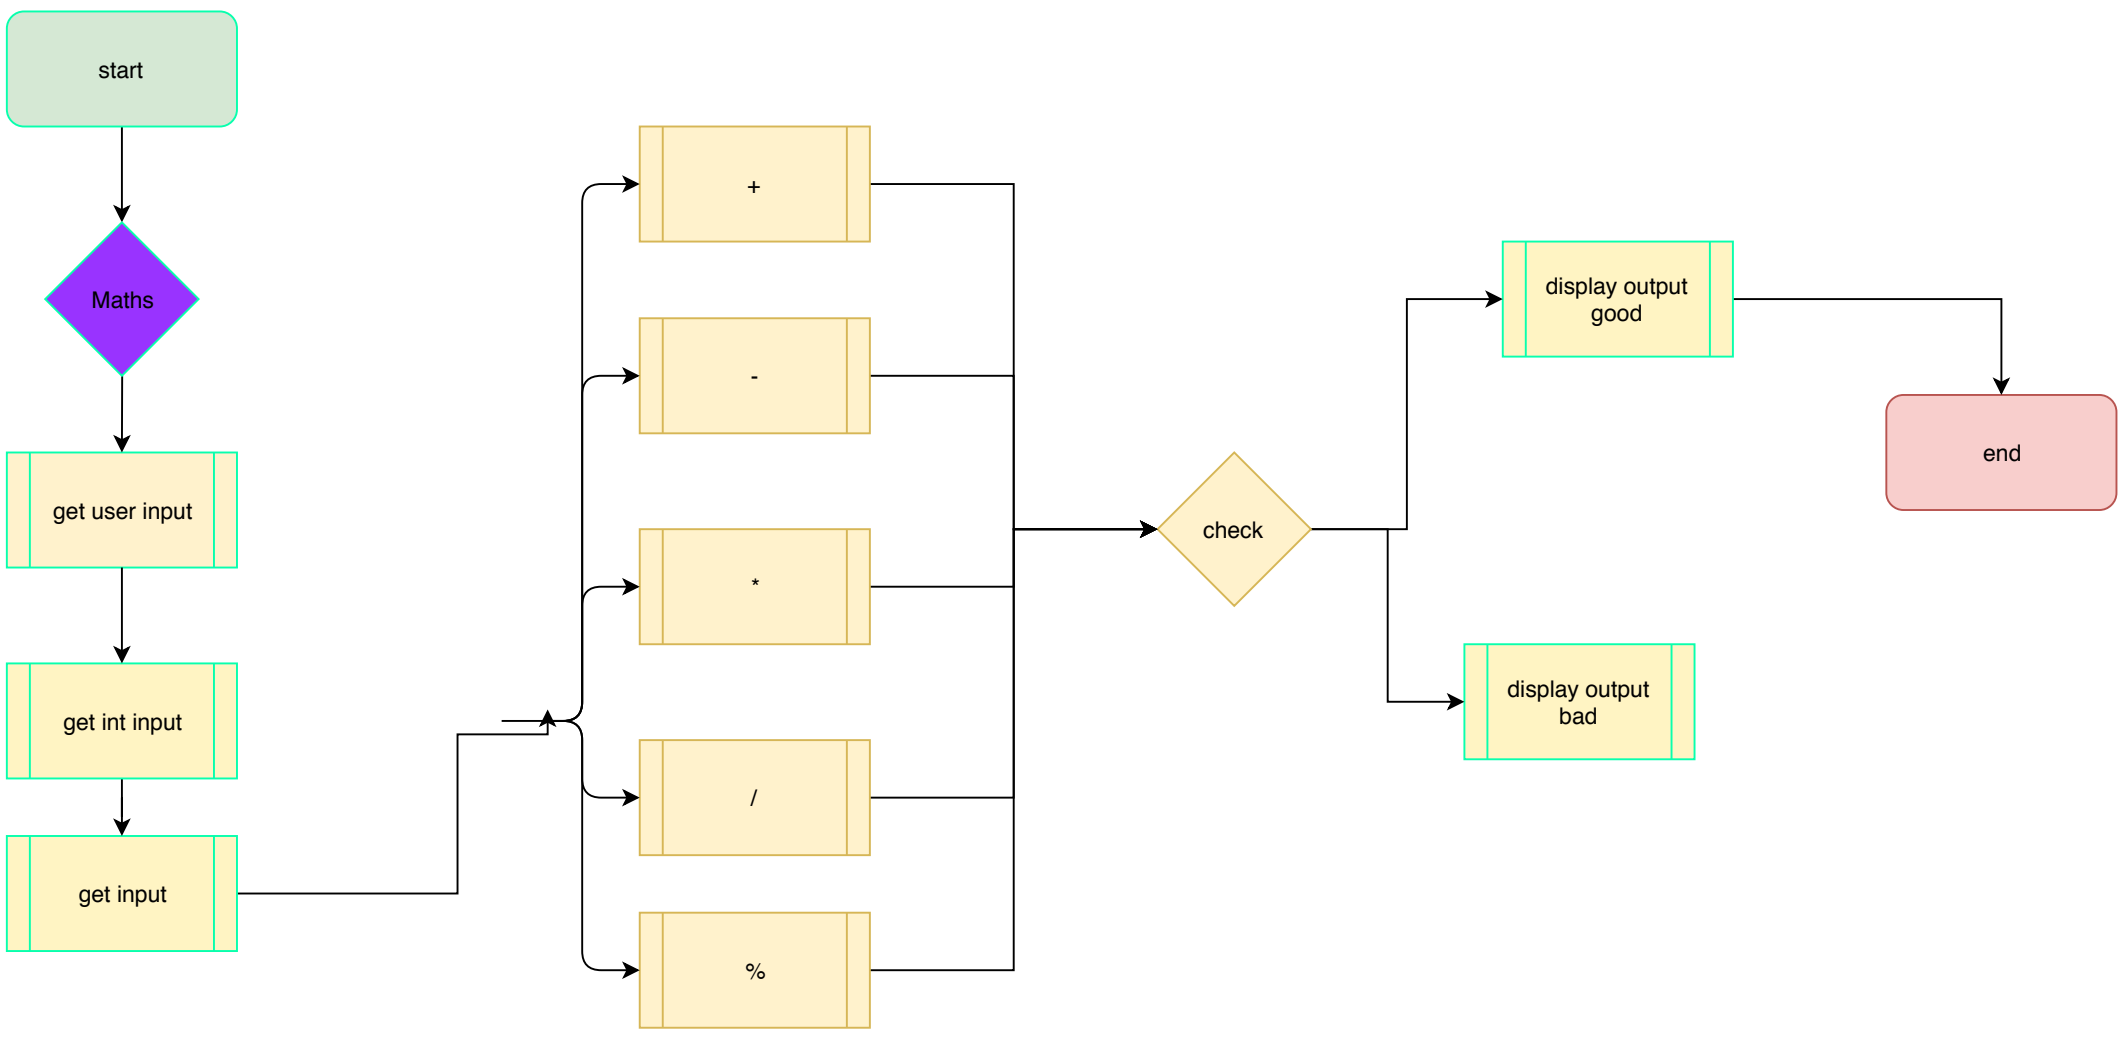 start
Maths
get user input
get int input
get input
+
-
*
/
%
check
display output
good
display output
bad
end